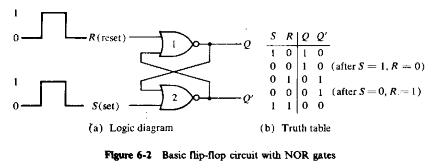 1
0
R (reset)
1
Q
1
0
S(set)
2
Q'
(a) Logic diagram
S R Q Q'
1 0 1 0
0 0 1 0 (after S = 1, R = 0)
0 1 0 1
0 0 0 1 (after S = 0, R = 1)
1 1 0 0
(b) Truth table
Figure 6-2 Basic flip-flop circuit with NOR gates